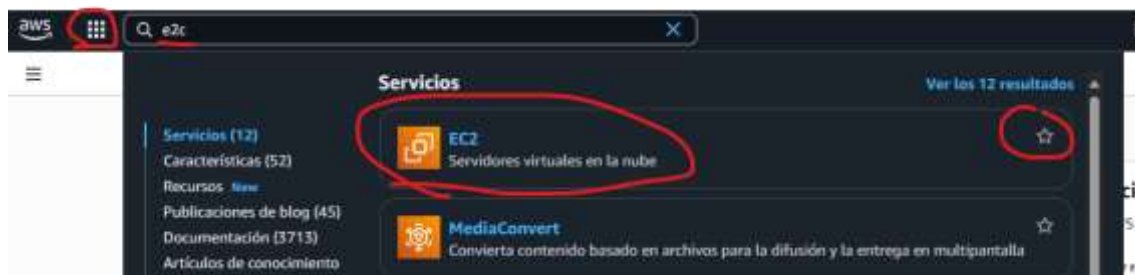 aws
e2c
Servicios
Ver los 12 resultados
Servicios (12)
Características (52)
Recursos New
Publicaciones de blog (45)
Documentación (3713)
Artículos de conocimiento
EC2
Servidores virtuales en la nube
MediaConvert
Convierta contenido basado en archivos para la difusión y la entrega en multipantalla